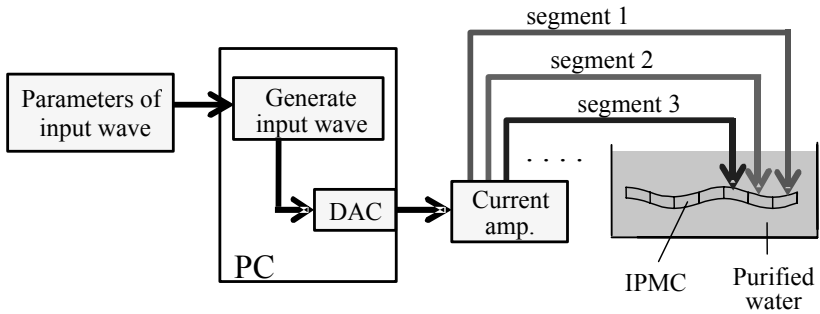 segment 1
segment 2
segment 3
Parameters of
input wave
Generate
input wave
. . . .
DAC
Current
amp.
PC
IPMC
Purified
water